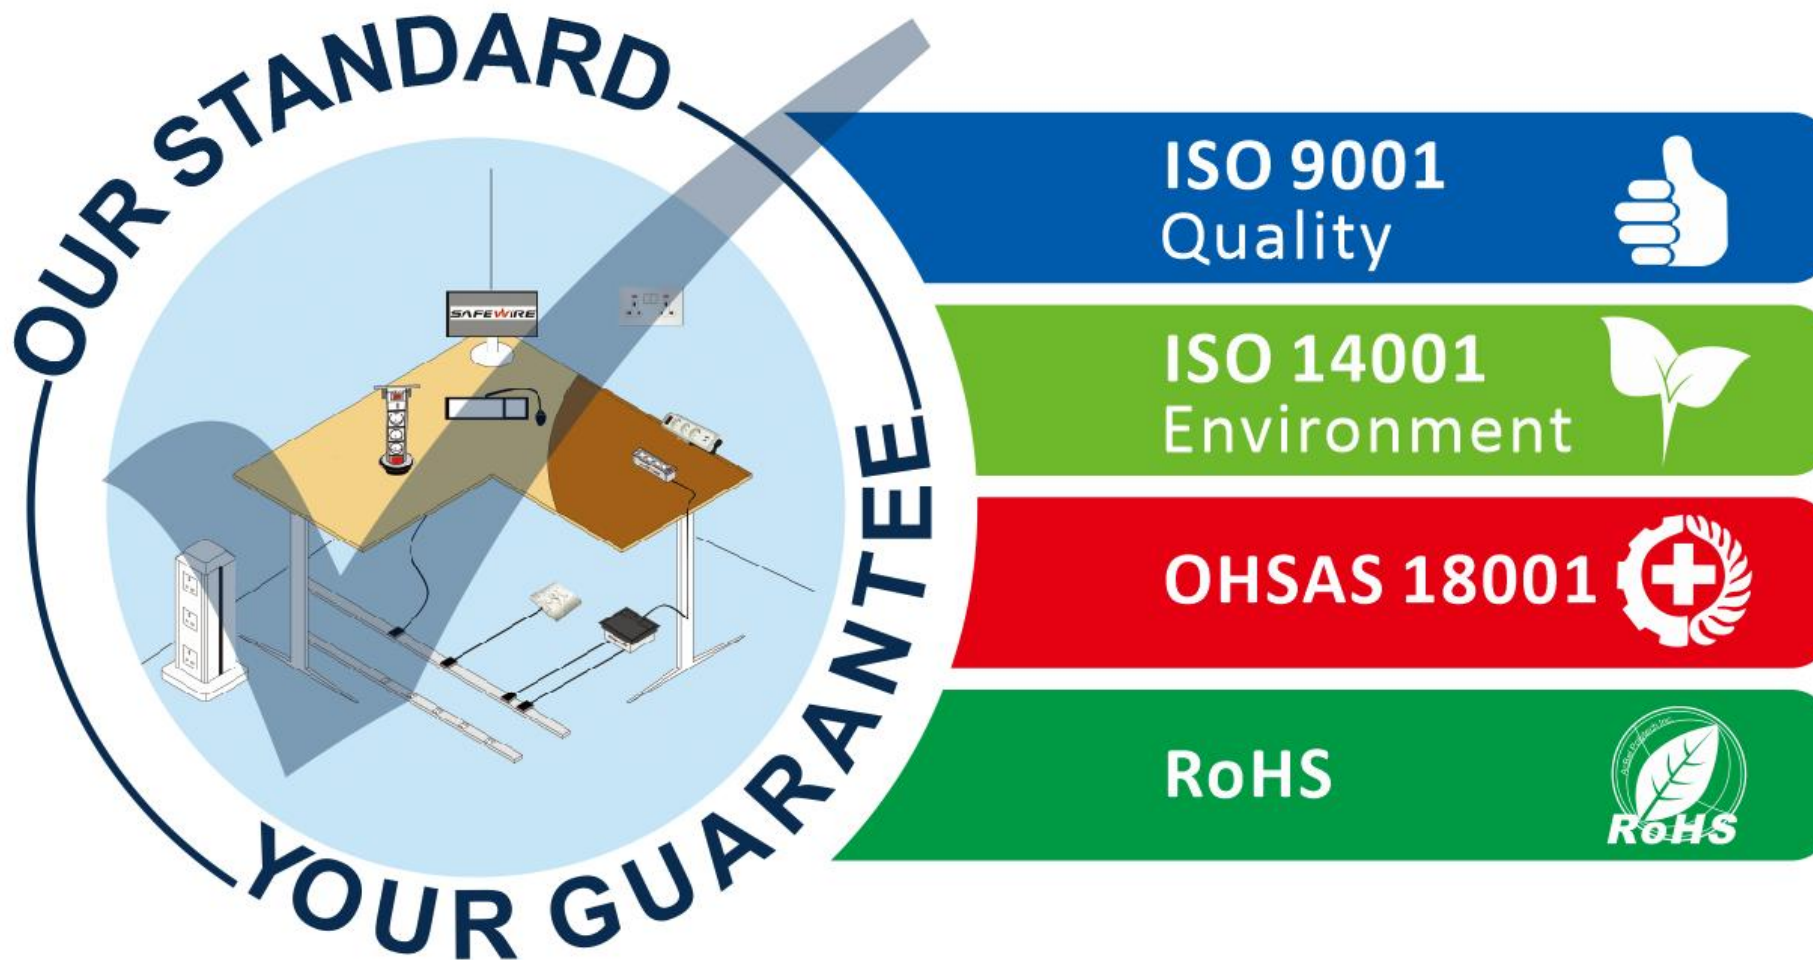 OUR STANDARD
YOUR GUARANTEE
SAFEWIRE
ISO 9001
Quality
ISO 14001
Environment
OHSAS 18001
RoHS
RoHS